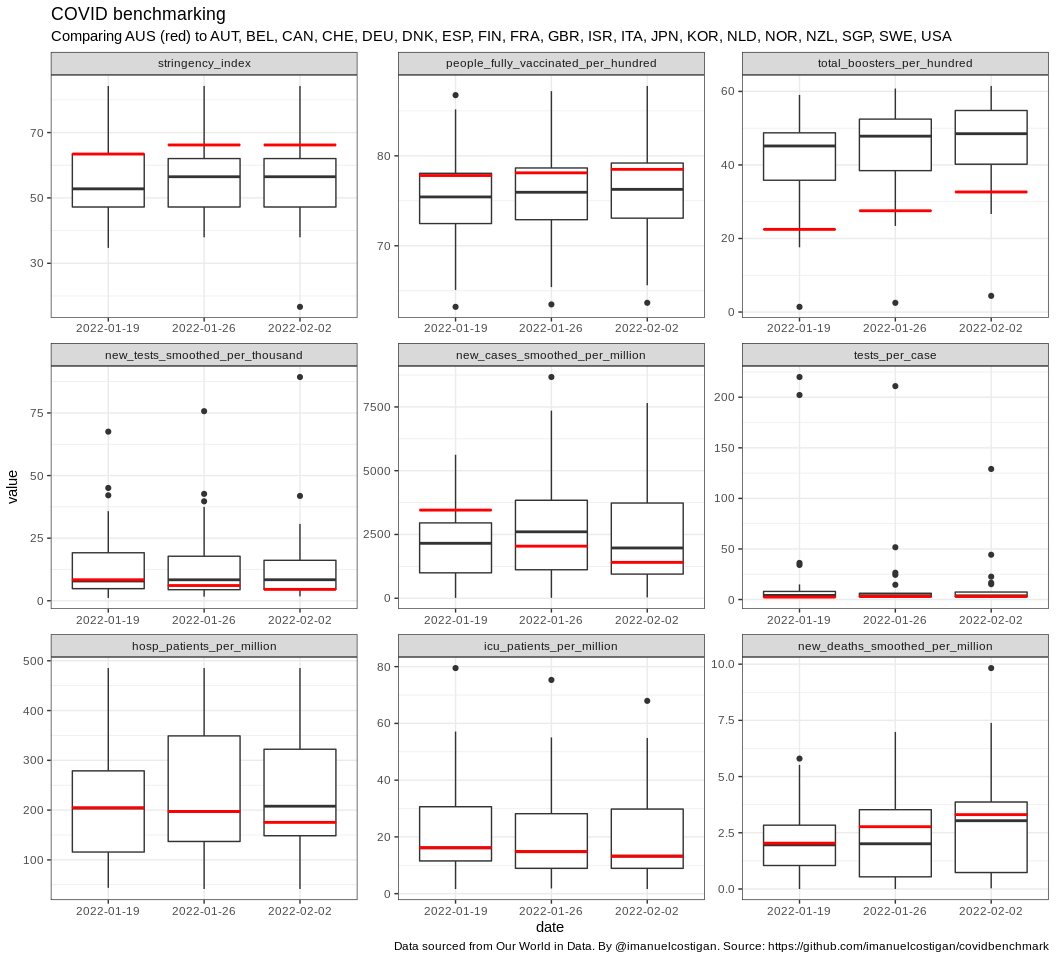 COVID benchmarking
Comparing AUS (red) to AUT, BEL, CAN, CHE, DEU, DNK, ESP, FIN, FRA, GBR, ISR, ITA, JPN, KOR, NLD, NOR, NZL, SGP, SWE, USA
stringency_index
70
50
30
2022-01-19 2022-01-26 2022-02-02
people_fully_vaccinated_per_hundred
80
70
2022-01-19 2022-01-26 2022-02-02
total_boosters_per_hundred
60
40
20
0
2022-01-19 2022-01-26 2022-02-02
value
new_tests_smoothed_per_thousand
75
50
25
0
2022-01-19 2022-01-26 2022-02-02
new_cases_smoothed_per_million
7500
5000
2500
0
2022-01-19 2022-01-26 2022-02-02
tests_per_case
200
150
100
50
0
2022-01-19 2022-01-26 2022-02-02
hosp_patients_per_million
500
400
300
200
100
2022-01-19 2022-01-26 2022-02-02
icu_patients_per_million
80
60
40
20
0
2022-01-19 2022-01-26 2022-02-02
new_deaths_smoothed_per_million
10.0
7.5
5.0
2.5
0.0
2022-01-19 2022-01-26 2022-02-02
date
Data sourced from Our World in Data. By @imanuelcostigan. Source: https://github.com/imanuelcostigan/covidbenchmark